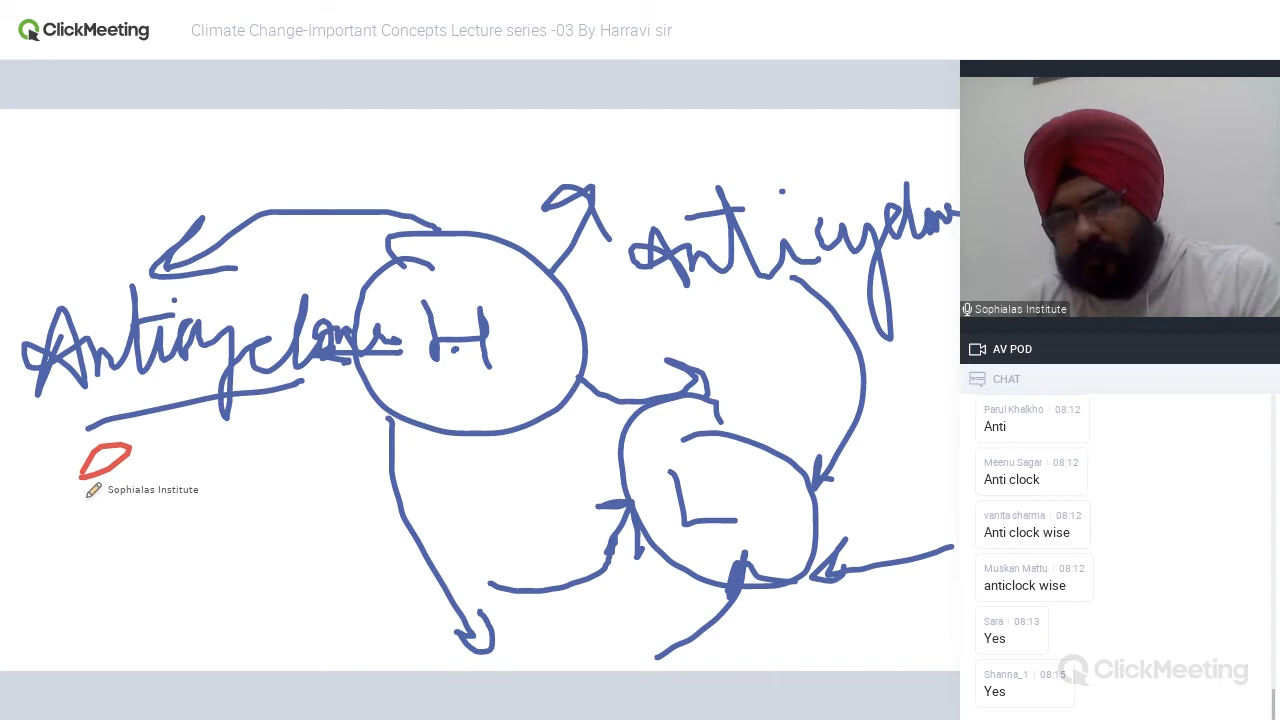 ClickMeeting
Climate Change-Important Concepts Lecture series -03 By Harravi sir
Anticyclone
Anticyclone
H
L
Sophialas Institute
Sophialas Institute
AV POD
CHAT
Parul Khalkho 08:12
Anti
Meenu Sagar 08:12
Anti clock
vanita sharma 08:12
Anti clock wise
Muskan Mattu 08:12
anticlock wise
Sara 08:13
Yes
Shanna_1 08:15
Yes
ClickMeeting